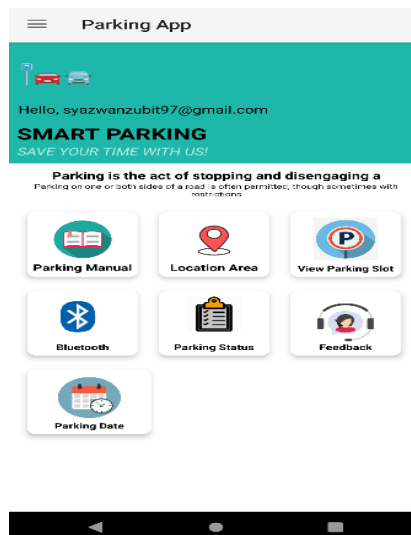 Parking App
Hello, syazwanzubit97@gmail.com
SMART PARKING
SAVE YOUR TIME WITH US!
Parking is the act of stopping and disengaging a
Parking on one or both sides of a road is often permitted, though sometimes with
restrictions
P
Parking Manual
Location Area
View Parking Slot
Bluetooth
Parking Status
Feedback
Parking Date